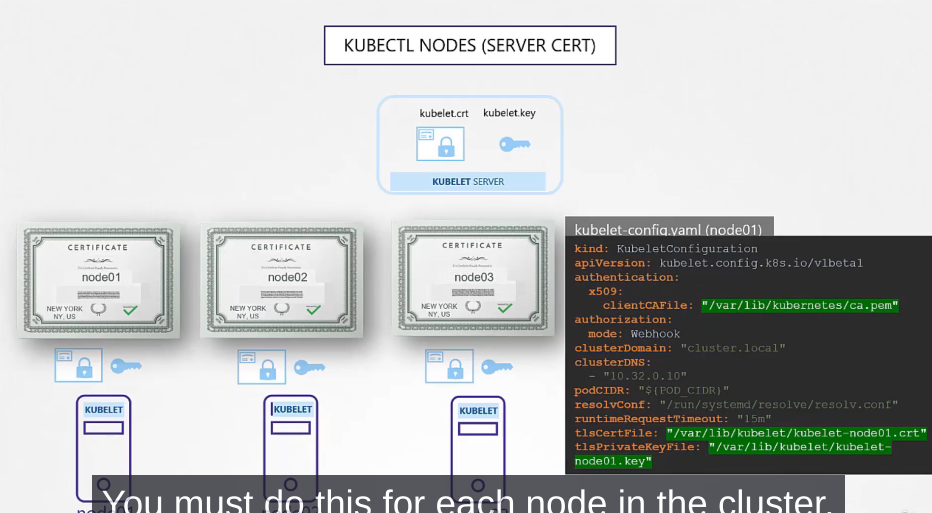 KUBECTL NODES (SERVER CERT)
kubelet.crt kubelet.key
KUBELET SERVER
CERTIFICATE
node01
NEW YORK
NY, US
CERTIFICATE
node02
NEW YORK
NY, US
CERTIFICATE
node03
NEW YORK
NY, US
KUBELET
KUBELET
KUBELET
kubelet-config.yaml (node01)
kind: KubeletConfiguration
apiVersion: kubelet.config.k8s.io/v1beta1
authentication:
x509:
clientCAFile: "/var/lib/kubernetes/ca.pem"
authorization:
mode: Webhook
clusterDomain: "cluster.local"
clusterDNS:
- "10.32.0.10"
podCIDR: "${POD_CIDR}"
resolvConf: "/run/systemd/resolve/resolv.conf"
runtimeRequestTimeout: "15m"
tlsCertFile: "/var/lib/kubelet/kubelet-node01.crt"
tlsPrivateKeyFile: "/var/lib/kubelet/kubelet-
node01.key"
You must do this for each node in the cluster.